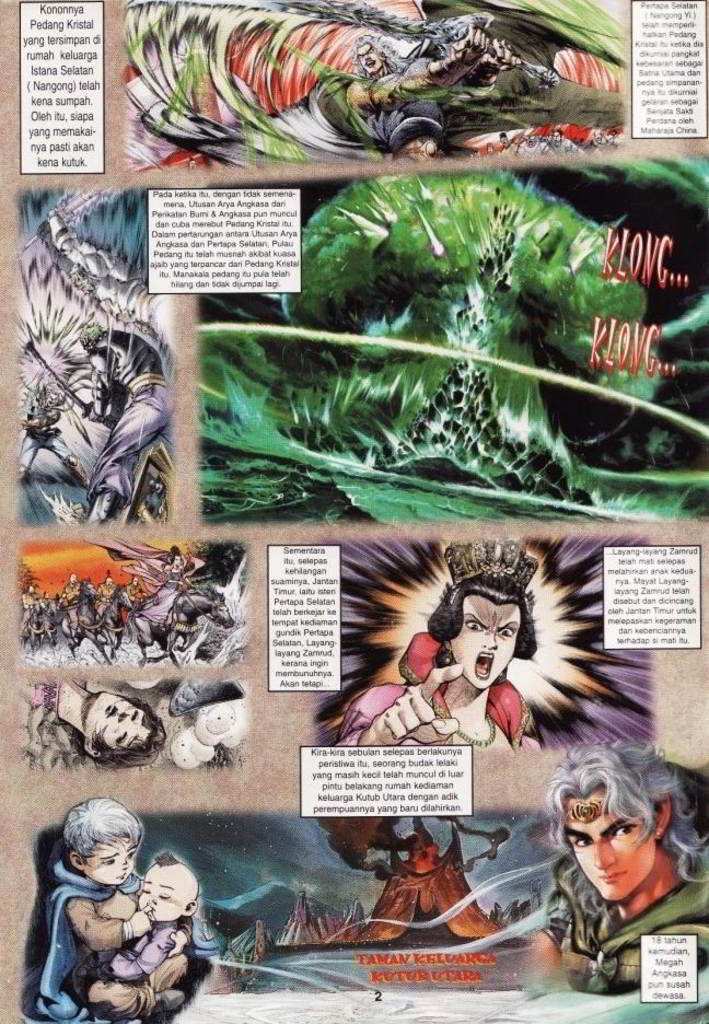 Kononnya
Pedang Kristal
yang tersimpan di
rumah keluarga
Istana Selatan
( Nangong) telah
kena sumpah.
Oleh itu, siapa
yang memakai-
nya pasti akan
kena kutuk.
Pertapa Selatan
( Nangong Yi )
telah memperli-
hatkan Pedang
Kristal itu ketika dia
dikurniai pangkat
kebesaran sebagai
Satria Utama dan
pedang simpanan-
nya itu dikurniai
gelaran sebagai
Senjata Sakti
Perdana oleh
Maharaja China.
Pada ketika itu, dengan tidak semena-
mena, Utusan Arya Angkasa dari
Perikatan Bumi & Angkasa pun muncul
dan cuba merebut Pedang Kristal itu.
Dalam pertarungan antara Utusan Arya
Angkasa dan Pertapa Selatan, Pulau
Pedang itu telah musnah akibat kuasa
ajaib yang terpancar dari Pedang Kristal
itu. Manakala pedang itu pula telah
hilang dan tidak dijumpai lagi.
KLONG...
KLONG...
Sementara
itu, selepas
kehilangan
suaminya, Jantan
Timur, iaitu isteri
Pertapa Selatan
telah berkejar ke
tempat kediaman
gundik Pertapa
Selatan, Layang-
layang Zamrud,
kerana ingin
membunuhnya.
Akan tetapi...
...Layang-layang Zamrud
telah mati selepas
melahirkan anak kedua-
nya. Mayat Layang-
layang Zamrud telah
disebut dan dicincang
oleh Jantan Timur untuk
melepaskan kegeraman
dan kebenciannya
terhadap si mati itu.
Kira-kira sebulan selepas berlakunya
peristiwa itu, seorang budak lelaki
yang masih kecil telah muncul di luar
pintu belakang rumah kediaman
keluarga Kutub Utara dengan adik
perempuannya yang baru dilahirkan.
TAMAN KELUARGA
KUTUB UTARA
18 tahun
kemudian,
Megah
Angkasa
pun susah
dewasa.
2